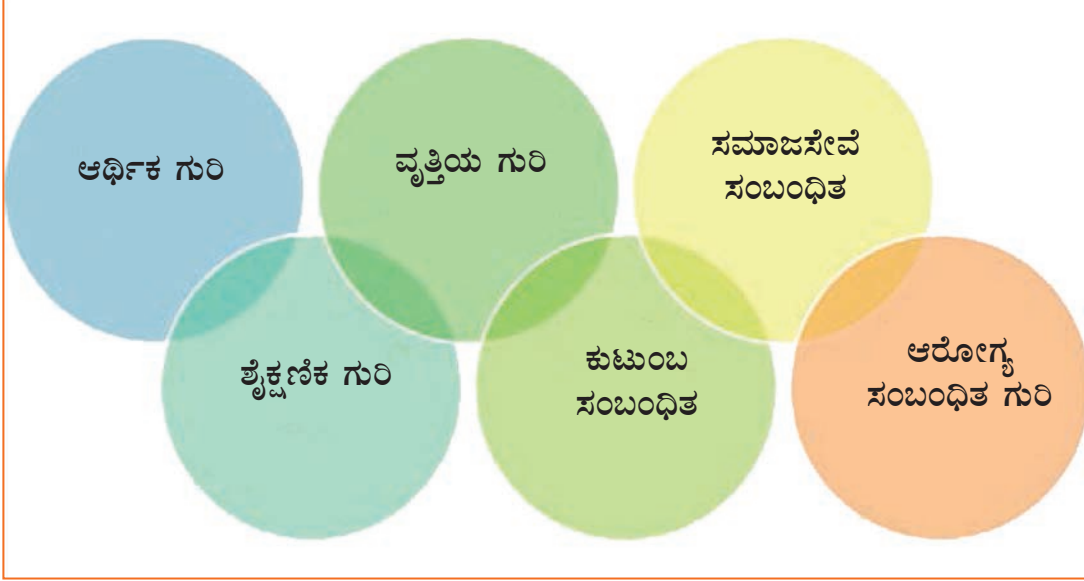 ಆರ್ಥಿಕ ಗುರಿ
ವೃತ್ತಿಯ ಗುರಿ
ಸಮಾಜಸೇವೆ
ಸಂಬಂಧಿತ
ಶೈಕ್ಷಣಿಕ ಗುರಿ
ಕುಟುಂಬ
ಸಂಬಂಧಿತ
ಆರೋಗ್ಯ
ಸಂಬಂಧಿತ ಗುರಿ